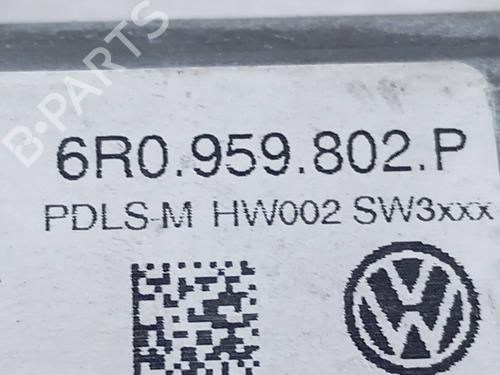 B-PARTS
6R0.959.802.P
PDLS-M HW002 SW3xxx